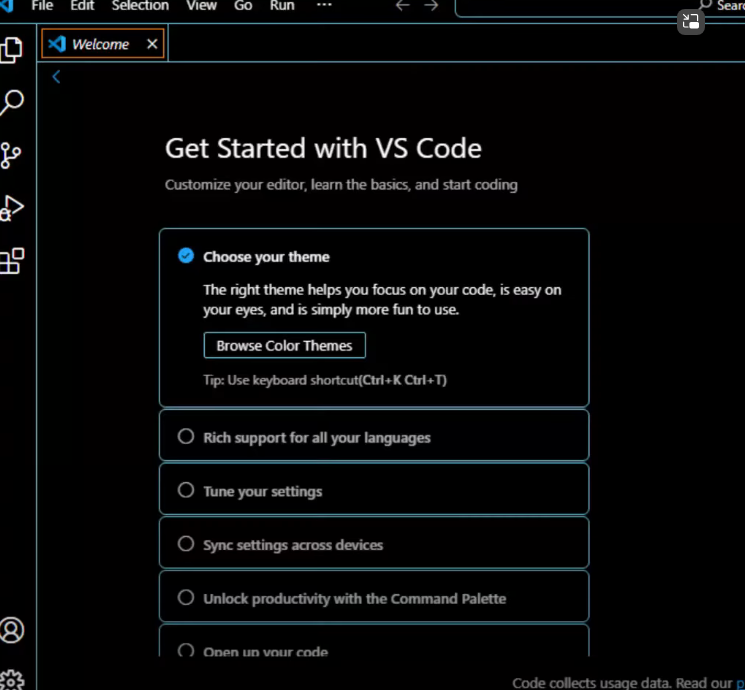 File Edit Selection View Go Run ··· Sear
Welcome
Get Started with VS Code
Customize your editor, learn the basics, and start coding
Choose your theme
The right theme helps you focus on your code, is easy on
your eyes, and is simply more fun to use.
Browse Color Themes
Tip: Use keyboard shortcut(Ctrl+K Ctrl+T)
Rich support for all your languages
Tune your settings
Sync settings across devices
Unlock productivity with the Command Palette
Open up your code
Code collects usage data. Read our p